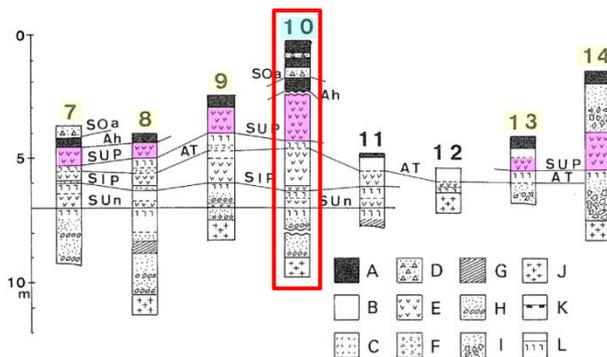 0
5
10
m
7
8
9
10
11
12
13
14
SOa
Ah
SUP
SIP
SUn
AT
SUP
SIP
SOa
Ah
SUn
AT
SUP
AT
A
D
G
J
B
E
H
K
C
F
I
L